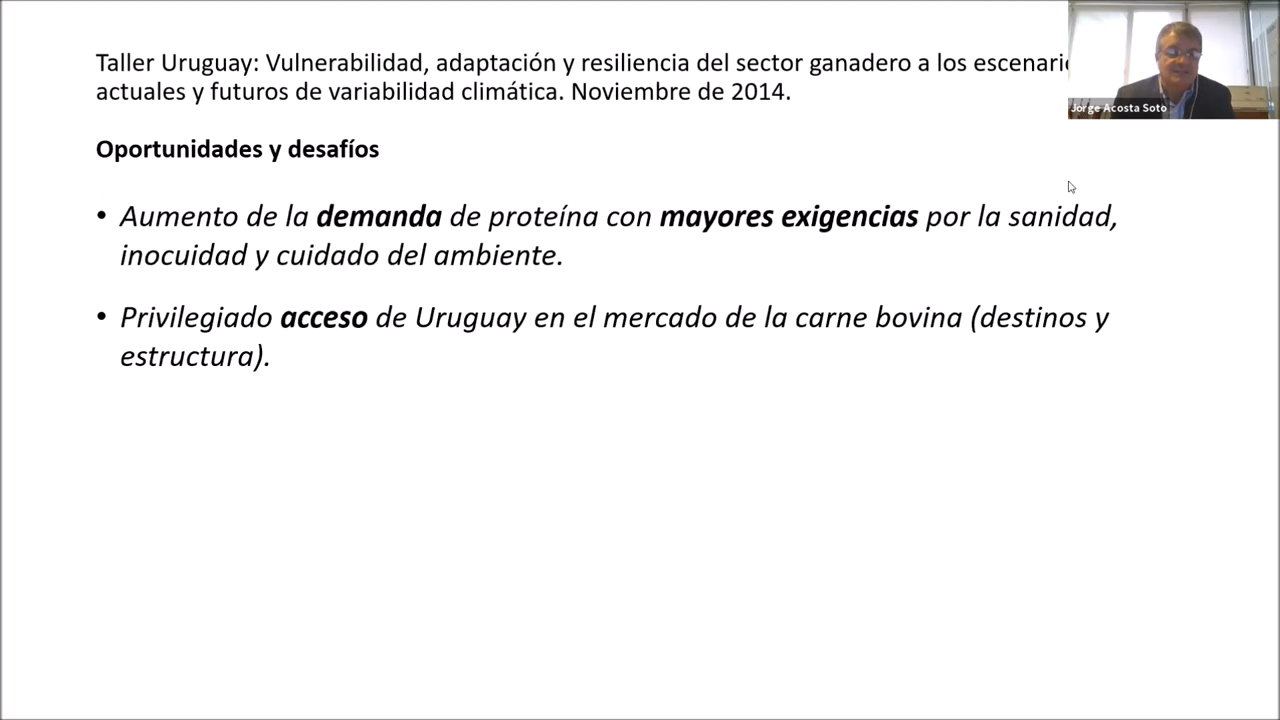 Taller Uruguay: Vulnerabilidad, adaptación y resiliencia del sector ganadero a los escenario
actuales y futuros de variabilidad climática. Noviembre de 2014.
Jorge Acosta Soto
Oportunidades y desafíos
• Aumento de la demanda de proteína con mayores exigencias por la sanidad,
inocuidad y cuidado del ambiente.
• Privilegiado acceso de Uruguay en el mercado de la carne bovina (destinos y
estructura).